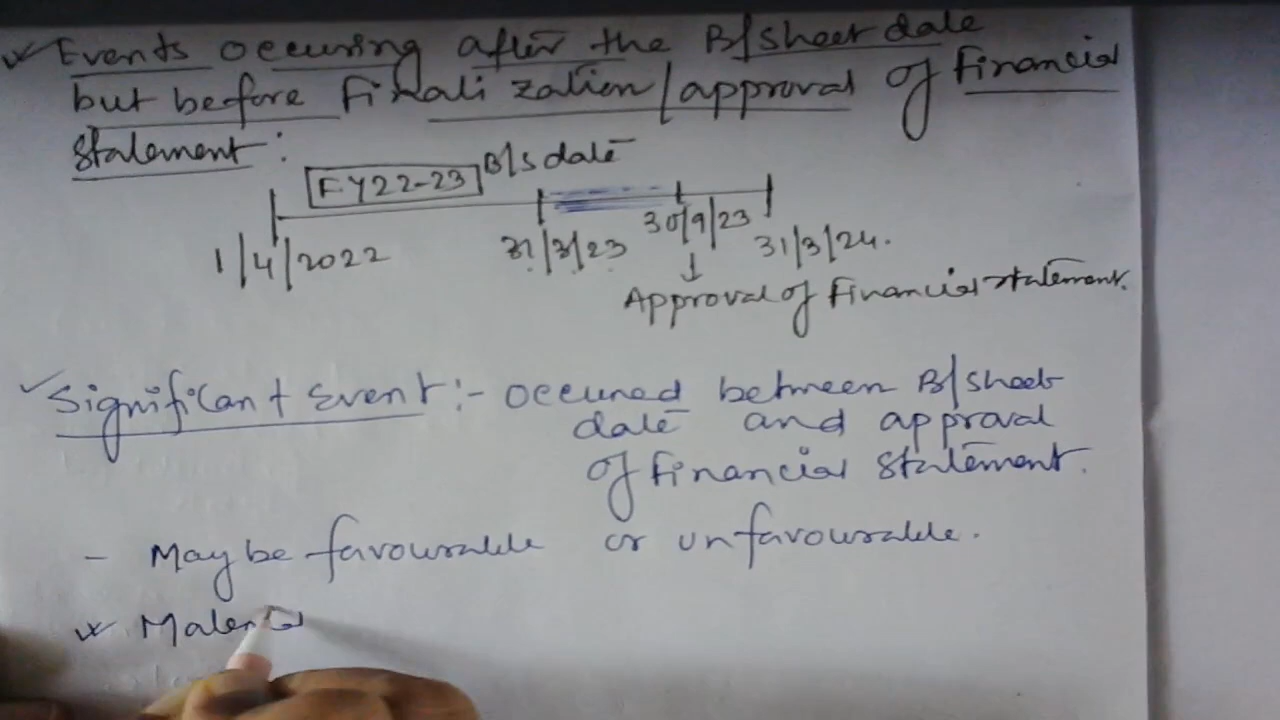 Events occuring after the B/sheet date
but before Finalization/approval of Financial
Statement:
FY22-23 B/s date
1/4/2022 31/3/23 30/9/23 31/3/24.
↓
Approval of Financial statement.
Significant Event :- occured between B/sheet
date and approval
of Financial Statement.
- May be favourable or unfavourable.
Material